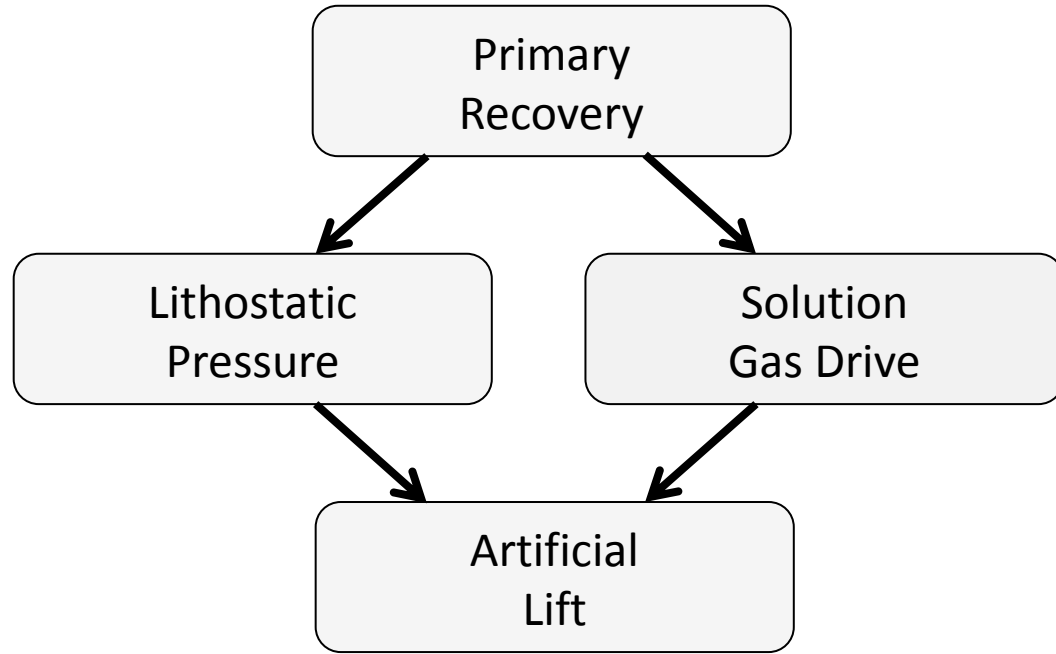 Primary
Recovery
Lithostatic
Pressure
Solution
Gas Drive
Artificial
Lift